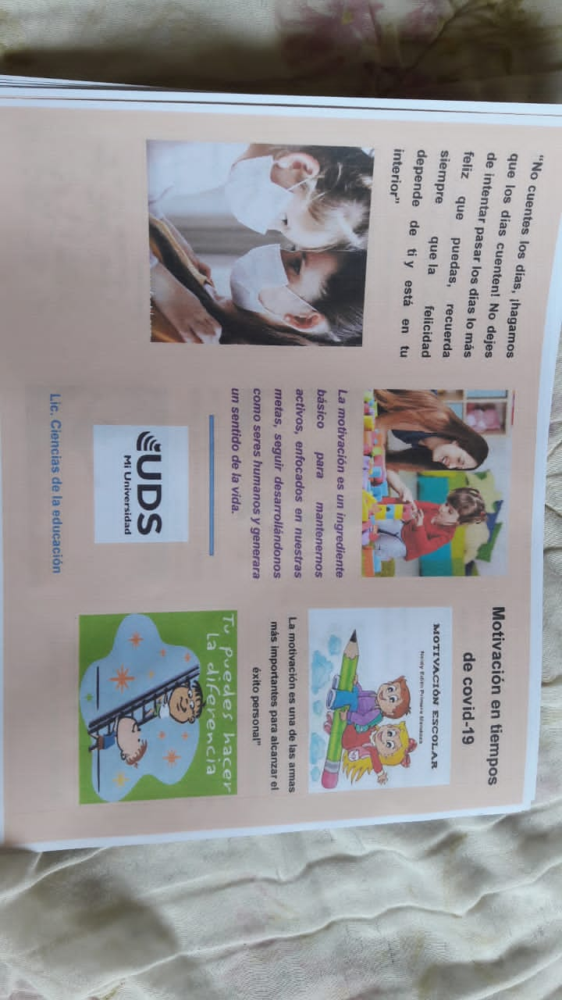 “No cuentes los días, ¡hagamos
que los días cuenten! No dejes
de intentar pasar los días lo más
feliz que puedas, recuerda
siempre que la felicidad
depende de ti y está en tu
interior”
La motivación es un ingrediente
básico para mantenernos
activos, enfocados en nuestras
metas, seguir desarrollándonos
como seres humanos y generara
un sentido de la vida.
UDS
Mi Universidad
Lic. Ciencias de la educación
Motivación en tiempos
de covid-19
MOTIVACIÓN ESCOLAR
Edith Primero Mendoza
La motivación es una de las armas
más importantes para alcanzar el
éxito personal”
Tu puedes hacer
la diferencia